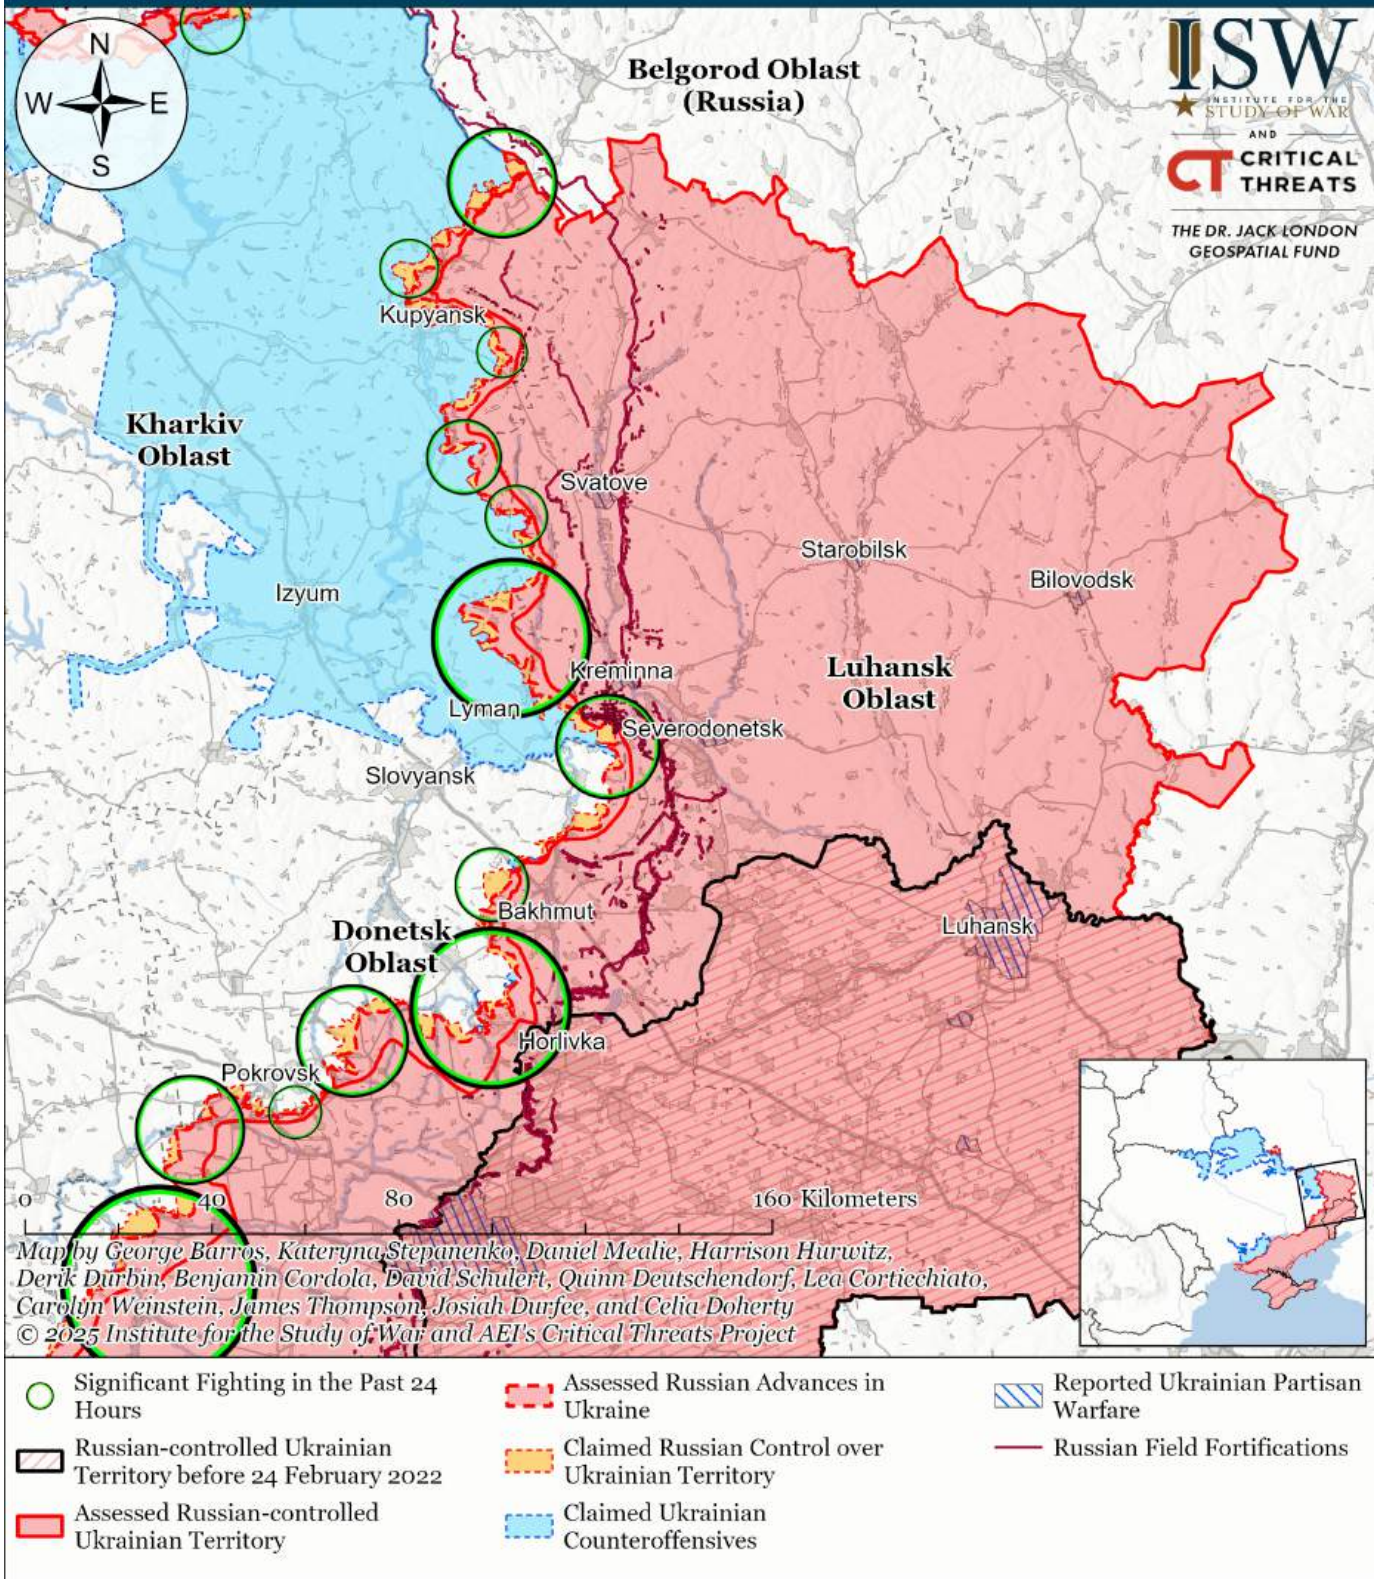 N
W E
S
Belgorod Oblast
(Russia)
ISW
INSTITUTE FOR THE
STUDY OF WAR
AND
CT CRITICAL
THREATS
THE DR. JACK LONDON
GEOSPATIAL FUND
Kupyansk
Kharkiv
Oblast
Svatove
Starobilsk
Bilovodsk
Izyum
Kreminna
Luhansk
Oblast
Lyman
Severodonetsk
Slovyansk
Bakhmut
Luhansk
Donetsk
Oblast
Horlivka
Pokrovsk
0 40 80 160 Kilometers
Map by George Barros, Kateryna Stepanenko, Daniel Mealie, Harrison Hurwitz,
Derik Durbin, Benjamin Cordola, David Schulert, Quinn Deutschendorf, Lea Corticchiato,
Carolyn Weinstein, James Thompson, Josiah Durfee, and Celia Doherty
© 2025 Institute for the Study of War and AEI's Critical Threats Project
Significant Fighting in the Past 24
Hours
Russian-controlled Ukrainian
Territory before 24 February 2022
Assessed Russian-controlled
Ukrainian Territory
Assessed Russian Advances in
Ukraine
Claimed Russian Control over
Ukrainian Territory
Claimed Ukrainian
Counteroffensives
Reported Ukrainian Partisan
Warfare
Russian Field Fortifications